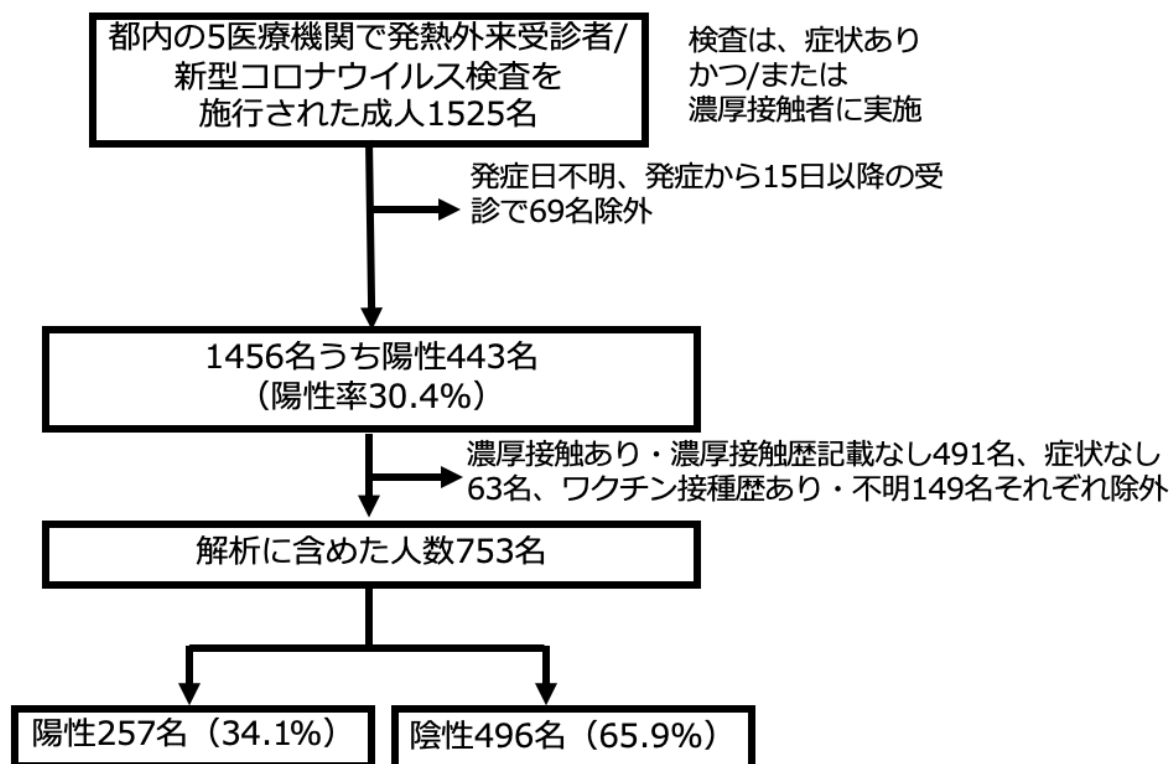 都内の5医療機関で発熱外来受診者/
新型コロナウイルス検査を
施行された成人1525名
検査は、症状あり
かつ/または
濃厚接触者に実施
発症日不明、発症から15日以降の受
診で69名除外
1456名うち陽性443名
（陽性率30.4%）
濃厚接触あり・濃厚接触歴記載なし491名、症状なし
63名、ワクチン接種歴あり・不明149名それぞれ除外
解析に含めた人数753名
陽性257名（34.1%）
陰性496名（65.9%）